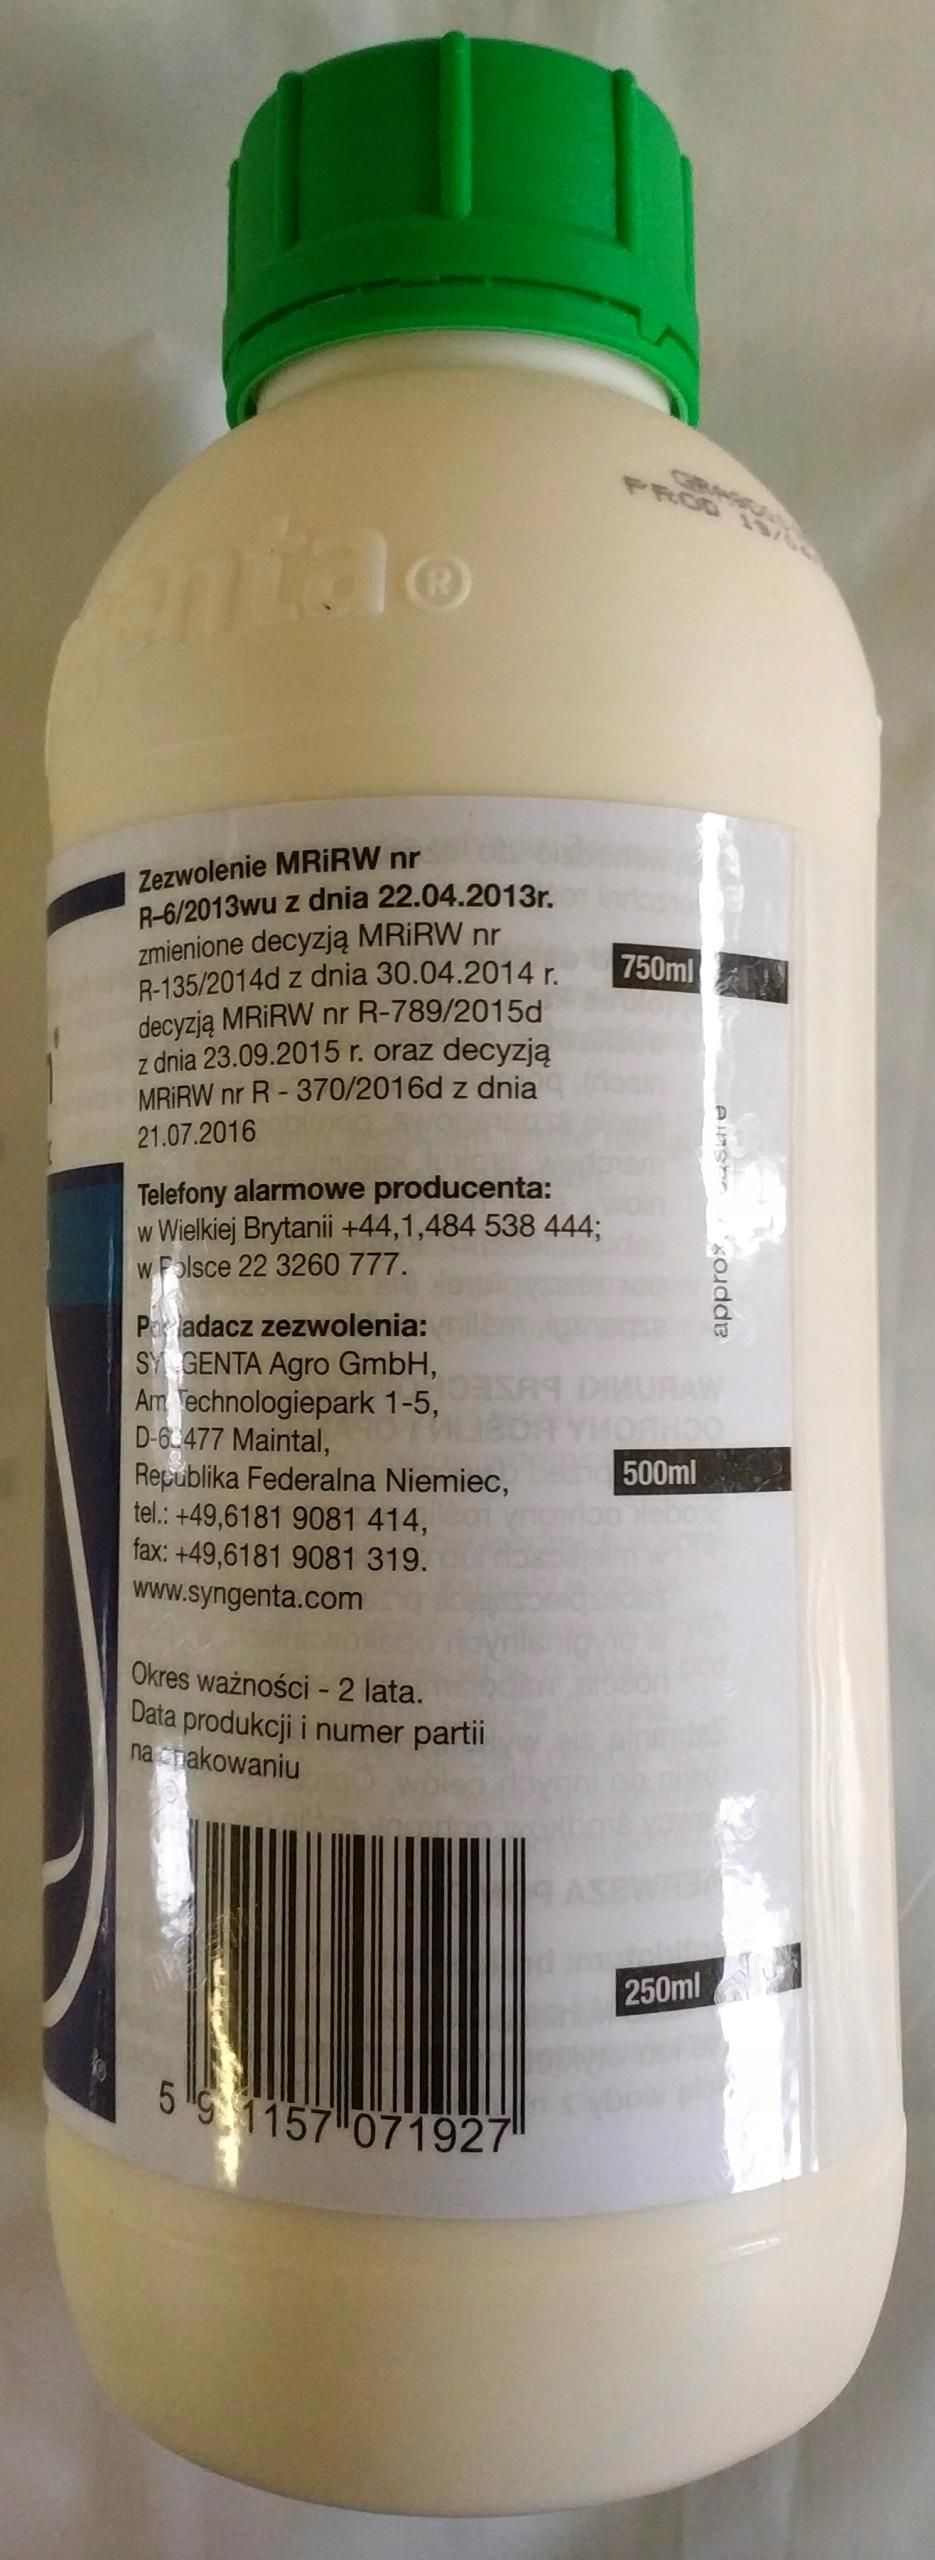 PROD
®
Zezwolenie MRiRW nr
R-6/2013wu z dnia 22.04.2013r.
zmienione decyzją MRiRW nr
R-135/2014d z dnia 30.04.2014 r.
decyzją MRiRW nr R-789/2015d
z dnia 23.09.2015 r. oraz decyzją
MRiRW nr R - 370/2016d z dnia
21.07.2016
Telefony alarmowe producenta:
w Wielkiej Brytanii +44,1,484 538 444;
w Polsce 22 3260 777.
Posiadacz zezwolenia:
SYNGENTA Agro GmbH,
Am Technologiepark 1-5,
Maintal,
Republika Federalna Niemiec,
tel.: +49,6181 9081 414,
fax: +49,6181 9081 319.
www.syngenta.com
Okres ważności - 2 lata.
Data produkcji i numer partii
na opakowaniu
071927
750ml
approx measure
500ml
250ml